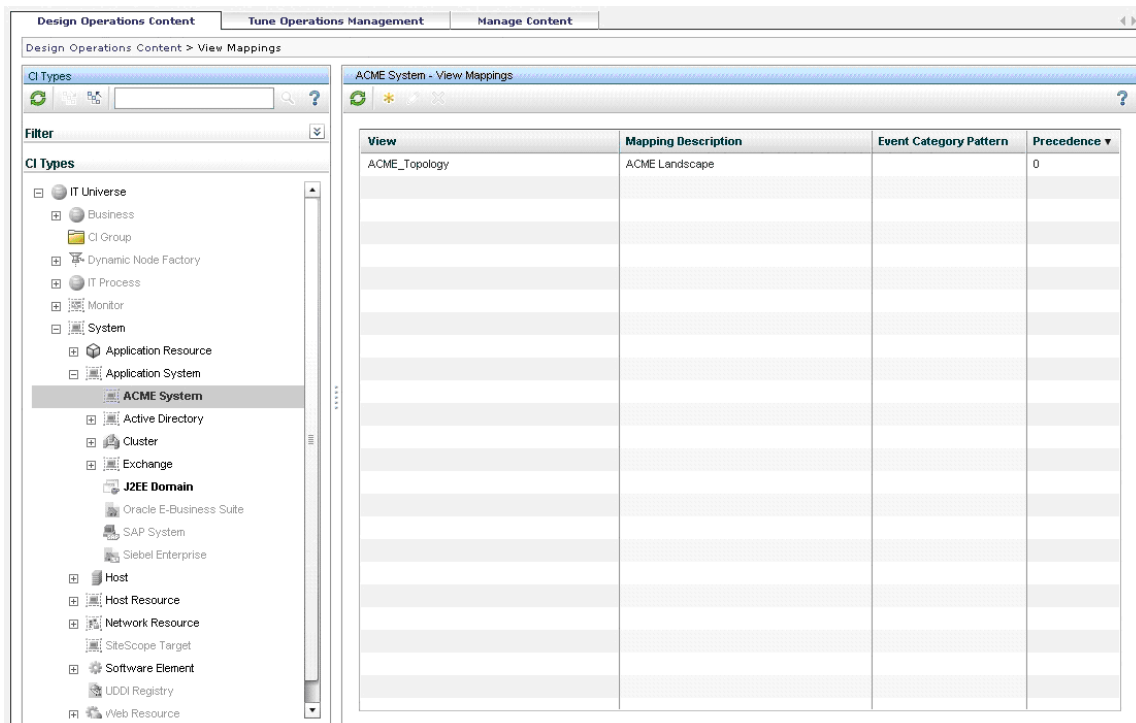 Design Operations Content Tune Operations Management Manage Content
Design Operations Content > View Mappings
CI Types
?
Filter
CI Types
IT Universe
Business
CI Group
Dynamic Node Factory
IT Process
Monitor
System
Application Resource
Application System
ACME System
Active Directory
Cluster
Exchange
J2EE Domain
Oracle E-Business Suite
SAP System
Siebel Enterprise
Host
Host Resource
Network Resource
SiteScope Target
Software Element
UDDI Registry
Web Resource
ACME System - View Mappings
?
View Mapping Description Event Category Pattern Precedence
ACME_Topology ACME Landscape 0